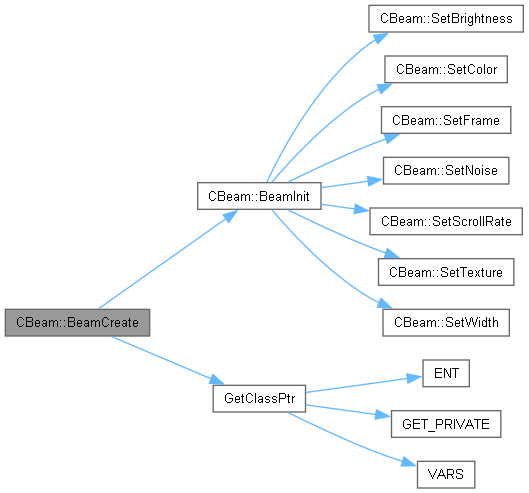 CBeam::SetBrightness
CBeam::SetColor
CBeam::SetFrame
CBeam::SetNoise
CBeam::BeamInit
CBeam::SetScrollRate
CBeam::SetTexture
CBeam::SetWidth
CBeam::BeamCreate
ENT
GetClassPtr
GET_PRIVATE
VARS